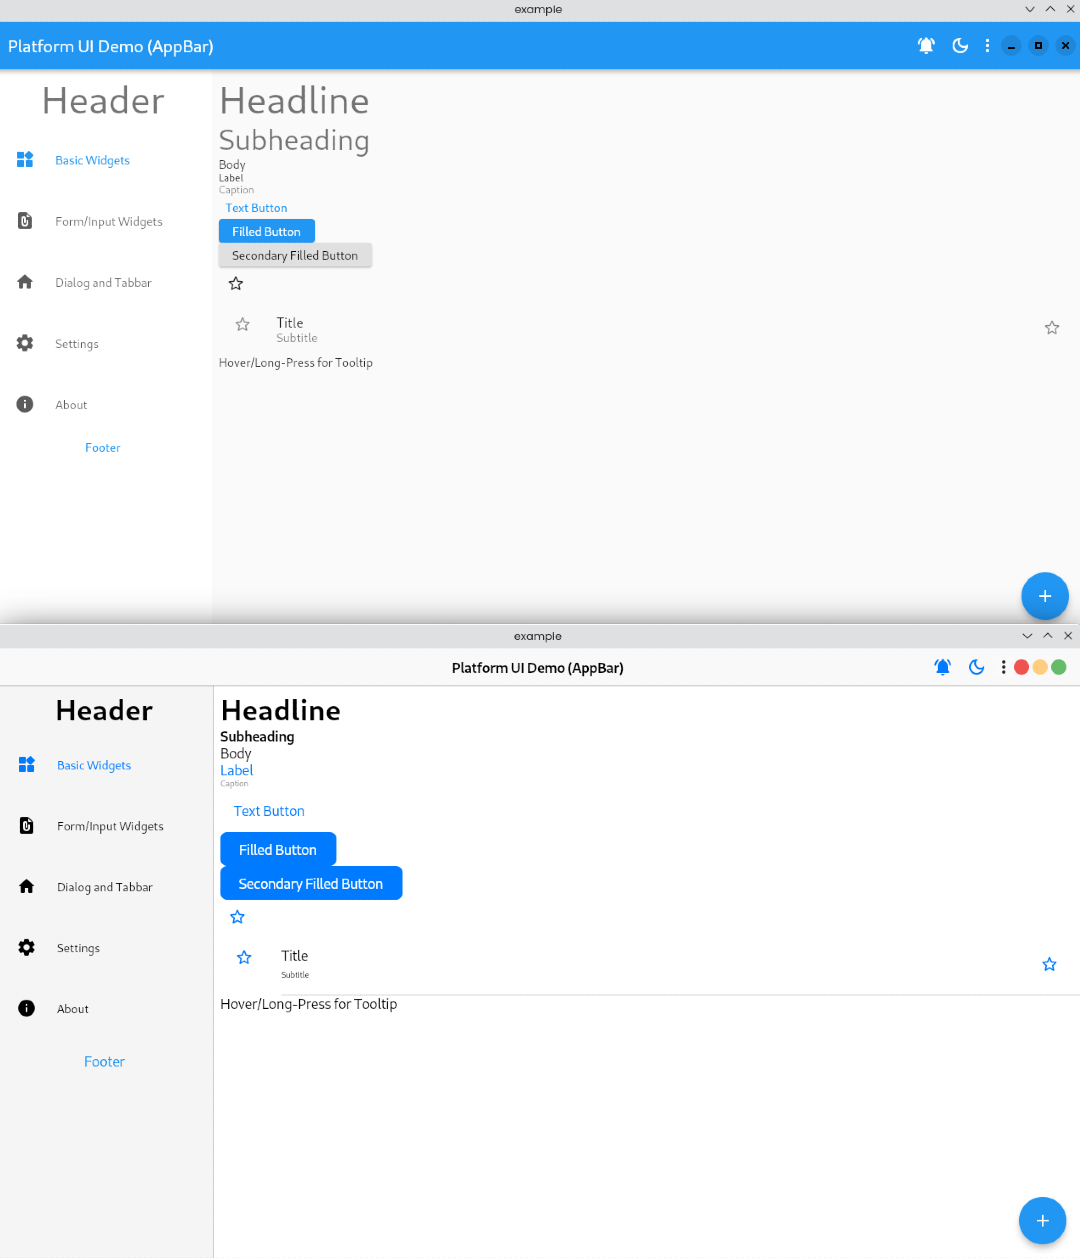 example
Platform UI Demo (AppBar)
Header
Basic Widgets
Form/Input Widgets
Dialog and Tabbar
Settings
About
Footer
Headline
Subheading
Body
Label
Caption
Text Button
Filled Button
Secondary Filled Button
Title
Subtitle
Hover/Long-Press for Tooltip
example
Platform UI Demo (AppBar)
Header
Basic Widgets
Form/Input Widgets
Dialog and Tabbar
Settings
About
Footer
Headline
Subheading
Body
Label
Caption
Text Button
Filled Button
Secondary Filled Button
Title
Subtitle
Hover/Long-Press for Tooltip